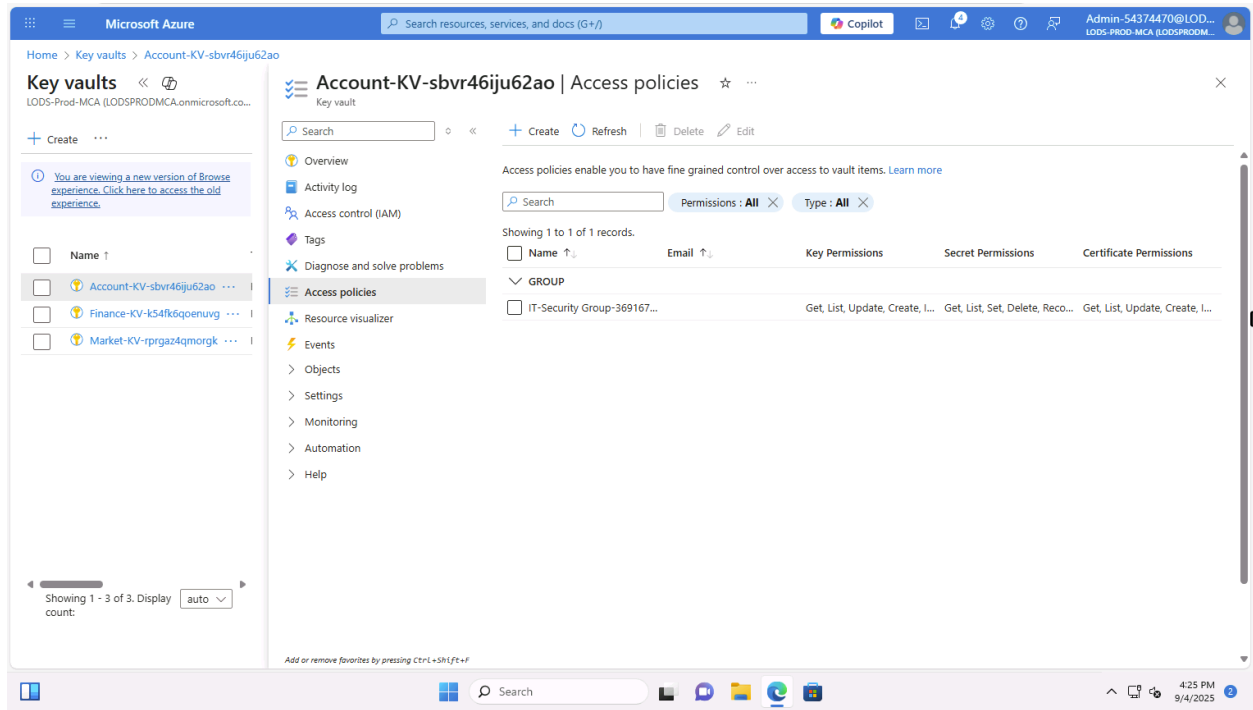 Microsoft Azure
Search resources, services, and docs (G+/)
Copilot
4
Admin-54374470@LOD...
LODS-PROD-MCA (LODSPRODM...
Home > Key vaults > Account-KV-sbvr46iju62ao
Key vaults
LODS-Prod-MCA (LODSPRODMCA.onmicrosoft.co...
Create
You are viewing a new version of Browse
experience. Click here to access the old
experience.
Name ↑
Account-KV-sbvr46iju62ao ...
Finance-KV-k54fk6qoenuvg ...
Market-KV-rprgaz4qmorgk ...
Showing 1 - 3 of 3. Display
count:
auto
Account-KV-sbvr46iju62ao | Access policies
Key vault
Search
Overview
Activity log
Access control (IAM)
Tags
Diagnose and solve problems
Access policies
Resource visualizer
Events
Objects
Settings
Monitoring
Automation
Help
Add or remove favorites by pressing Ctrl+Shift+F
Create
Refresh
Delete
Edit
Access policies enable you to have fine grained control over access to vault items. Learn more
Search
Permissions : All
Type : All
Showing 1 to 1 of 1 records.
Name ↑↓ Email ↑↓ Key Permissions Secret Permissions Certificate Permissions
GROUP
IT-Security Group-369167... Get, List, Update, Create, I... Get, List, Set, Delete, Reco... Get, List, Update, Create, I...
Search
4:25 PM
9/4/2025
2